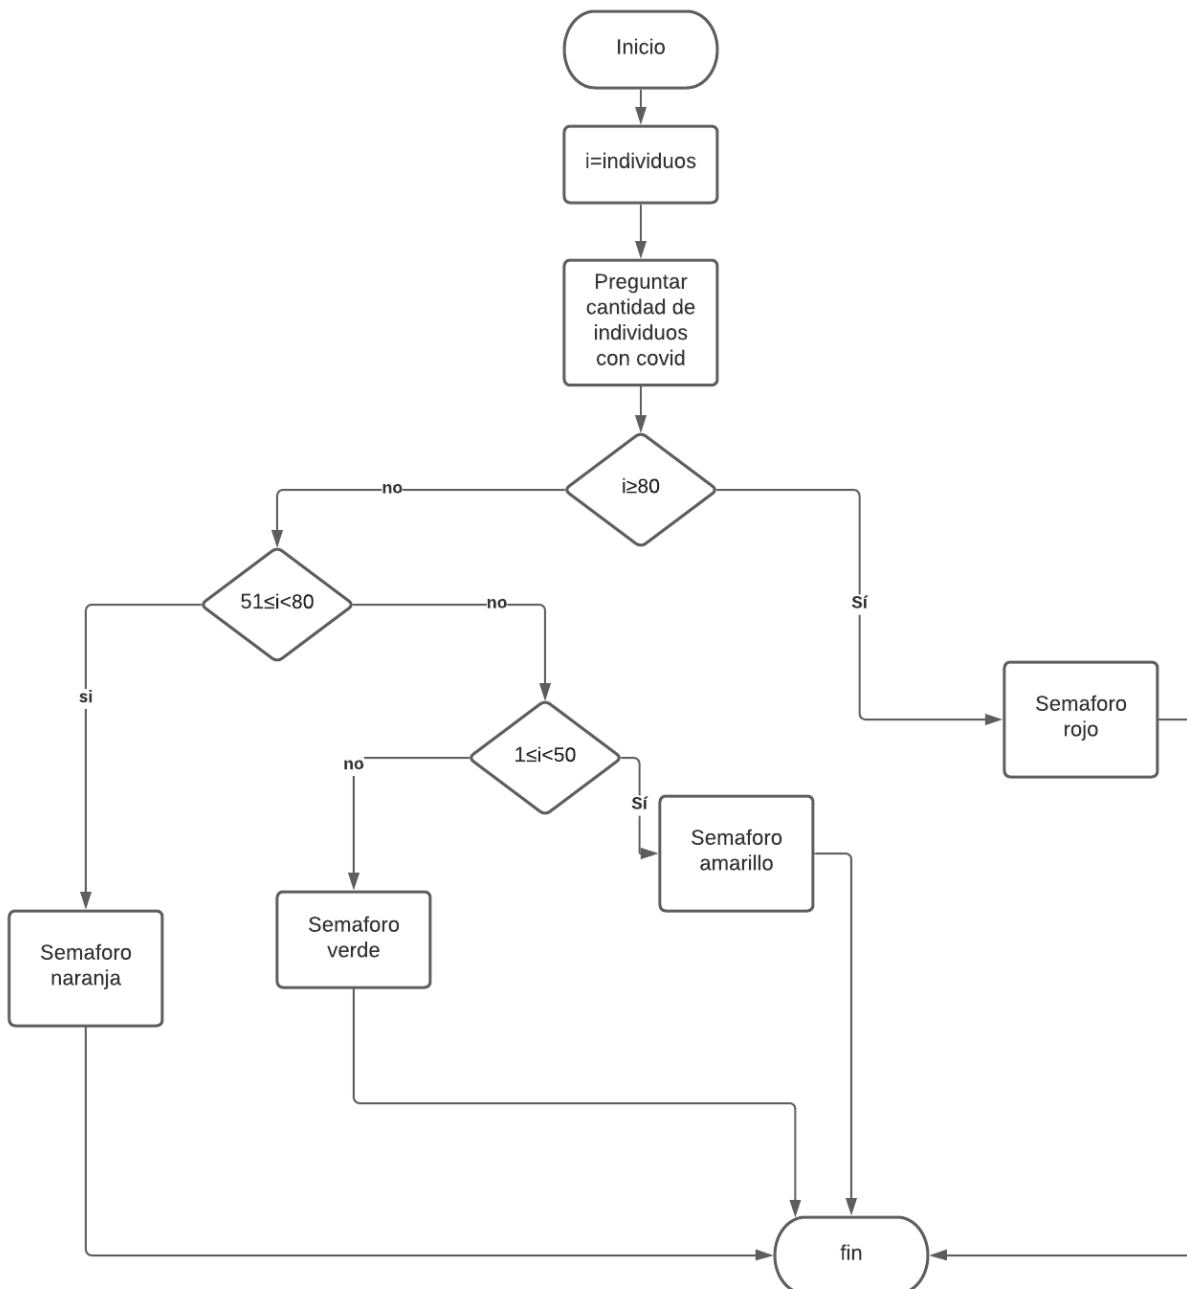 Inicio
i=individuos
Preguntar
cantidad de
individuos
con covid
i≥80
no
Sí
51≤i<80
no
si
1≤i<50
no
Sí
Semaforo
rojo
Semaforo
amarillo
Semaforo
verde
Semaforo
naranja
fin